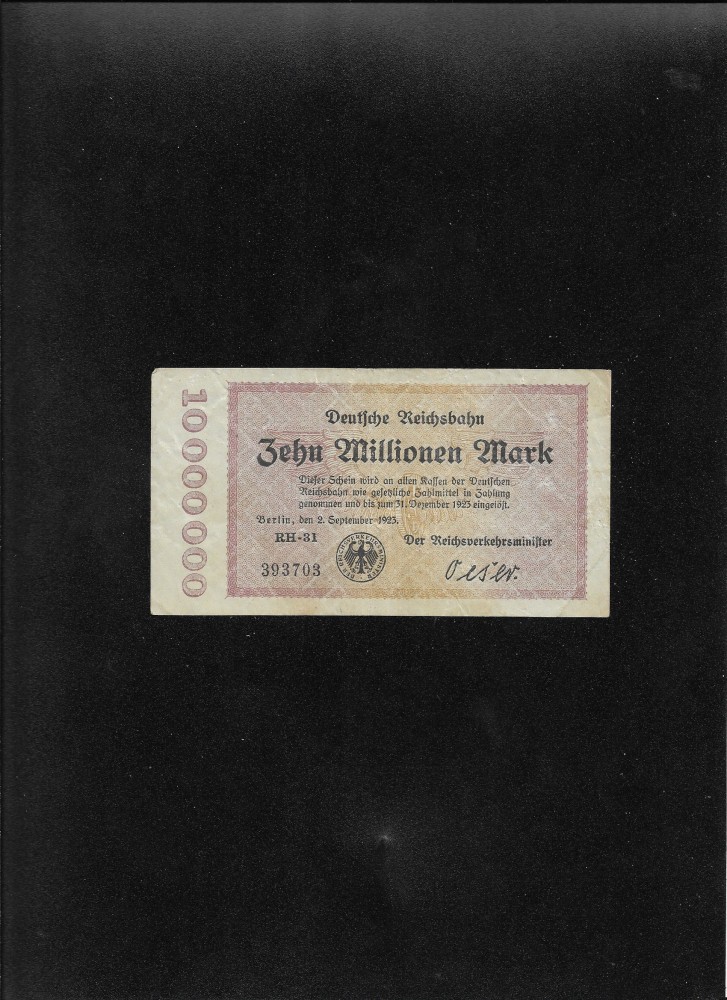 10000000
Deutsche Reichsbahn
Zehn Millionen Mark
Dieser Schein wird an allen Kassen der Deutschen
Reichsbahn wie gesetzliche Zahlmittel in Zahlung
genommen und bis zum 31. Dezember 1923 eingelöst.
Berlin, den 2. September 1923.
RH-31
Der Reichsverkehrsminister
393703
DER REICHSVERKEHRSMINISTER
Oeser.